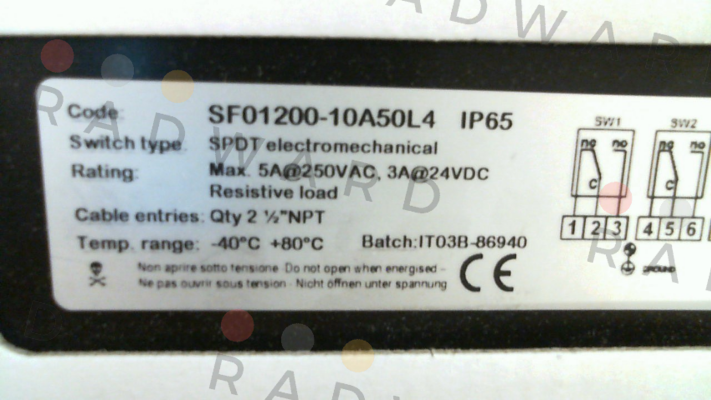 RADWARD
Code: SF01200-10A50L4 IP65
Switch type: SPDT electromechanical
Rating: Max. 5A@250VAC, 3A@24VDC
Resistive load
Cable entries: Qty 2 ½"NPT
Temp. range: -40°C +80°C Batch:IT03B-86940
Non aprire sotto tensione Do not open when energised -
Ne pas ouvrir sous tension - Nicht öffnen unter spannung
CE
SW1 SW2
nc no nc no
C C
1 2 3 4 5 6
GROUND
RADWARD
RADWARD
RADWARD